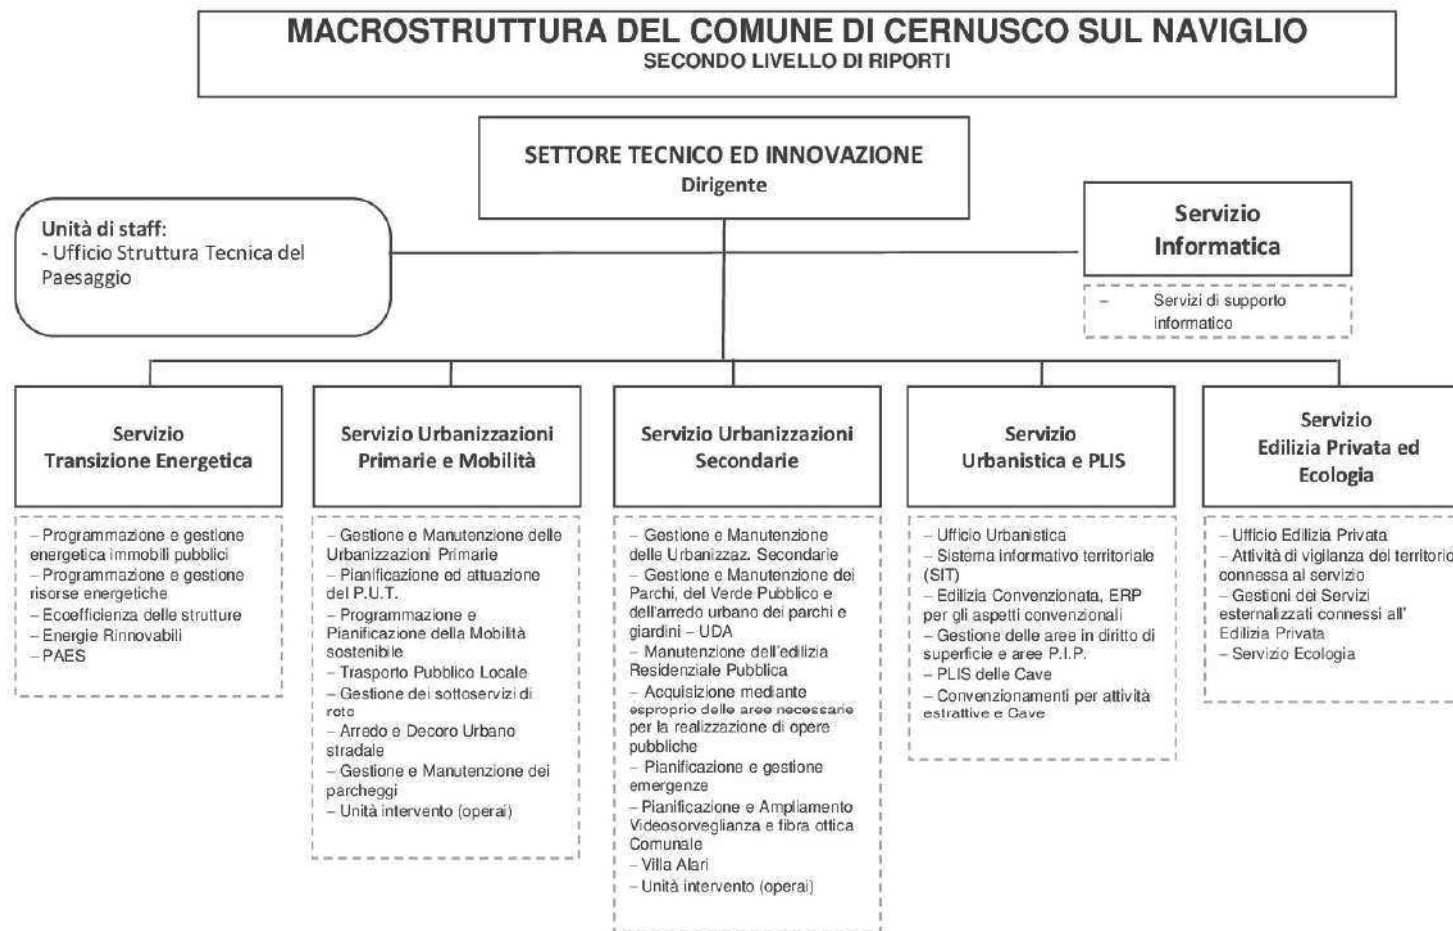 MACROSTRUTTURA DEL COMUNE DI CERNUSCO SUL NAVIGLIO
SECONDO LIVELLO DI RIPORTI
SETTORE TECNICO ED INNOVAZIONE
Dirigente
Unità di staff:
- Ufficio Struttura Tecnica del
Paesaggio
Servizio
Informatica
– Servizi di supporto
informatico
Servizio
Transizione Energetica
– Programmazione e gestione
energetica immobili pubblici
– Programmazione e gestione
risorse energetiche
– Ecoefficienza delle strutture
– Energie Rinnovabili
– PAES
Servizio Urbanizzazioni
Primarie e Mobilità
– Gestione e Manutenzione delle
Urbanizzazioni Primarie
– Pianificazione ed attuazione
del P.U.T.
– Programmazione e
Pianificazione della Mobilità
sostenibile
– Trasporto Pubblico Locale
– Gestione dei sottoservizi di
rete
– Arredo e Decoro Urbano
stradale
– Gestione e Manutenzione dei
parcheggi
– Unità intervento (operai)
Servizio Urbanizzazioni
Secondarie
– Gestione e Manutenzione
delle Urbanizzaz. Secondarie
– Gestione e Manutenzione dei
Parchi, del Verde Pubblico e
dell'arredo urbano dei parchi e
giardini – UDA
– Manutenzione dell'edilizia
Residenziale Pubblica
– Acquisizione mediante
esproprio delle aree necessarie
per la realizzazione di opere
pubbliche
– Pianificazione e gestione
emergenze
– Pianificazione e Ampliamento
Videosorveglianza e fibra ottica
Comunale
– Villa Alari
– Unità intervento (operai)
Servizio
Urbanistica e PLIS
– Ufficio Urbanistica
– Sistema informativo territoriale
(SIT)
– Edilizia Convenzionata, ERP
per gli aspetti convenzionali
– Gestione delle aree in diritto di
superficie e aree P.I.P.
– PLIS delle Cave
– Convenzionamenti per attività
estrattive e Cave
Servizio
Edilizia Privata ed
Ecologia
– Ufficio Edilizia Privata
– Attività di vigilanza del territorio
connessa al servizio
– Gestioni dei Servizi
esternalizzati connessi all'
Edilizia Privata
– Servizio Ecologia